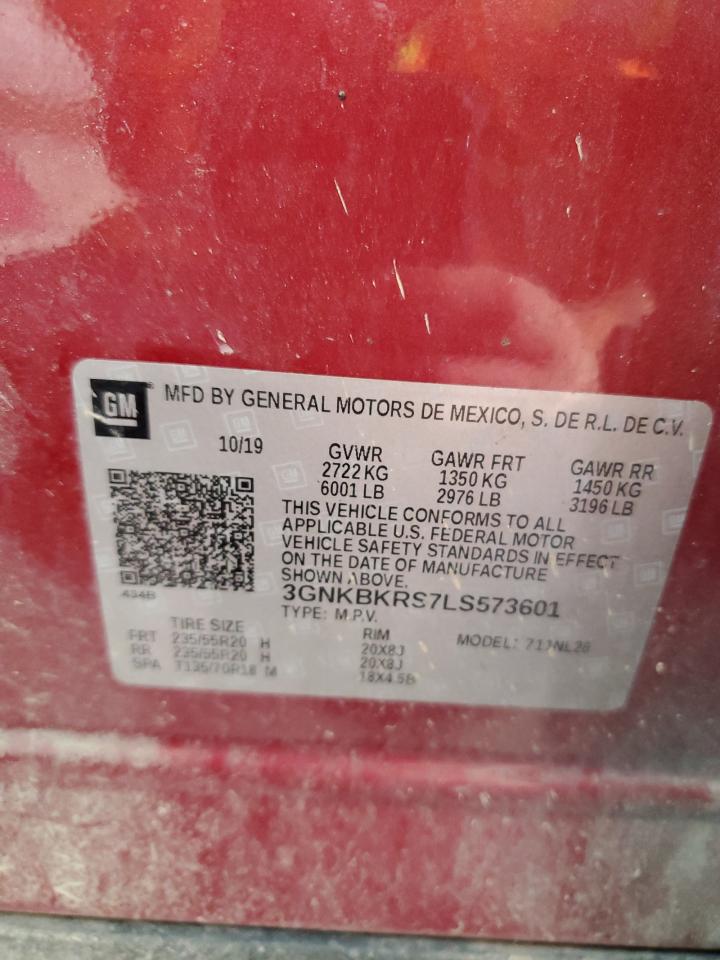 GM
MFD BY GENERAL MOTORS DE MEXICO, S. DE R.L. DE C.V.
10/19
GVWR GAWR FRT GAWR RR
2722 KG 1350 KG 1450 KG
6001 LB 2976 LB 3196 LB
THIS VEHICLE CONFORMS TO ALL
APPLICABLE U.S. FEDERAL MOTOR
VEHICLE SAFETY STANDARDS IN EFFECT
ON THE DATE OF MANUFACTURE
SHOWN ABOVE.
434B
3GNKBKRS7LS573601
TYPE: M.P.V.
TIRE SIZE RIM MODEL:
FRT 235/55R20 H 20X8J
RR 235/55R20 H 20X8J
SPA T135/70R18 M 18X4.5B